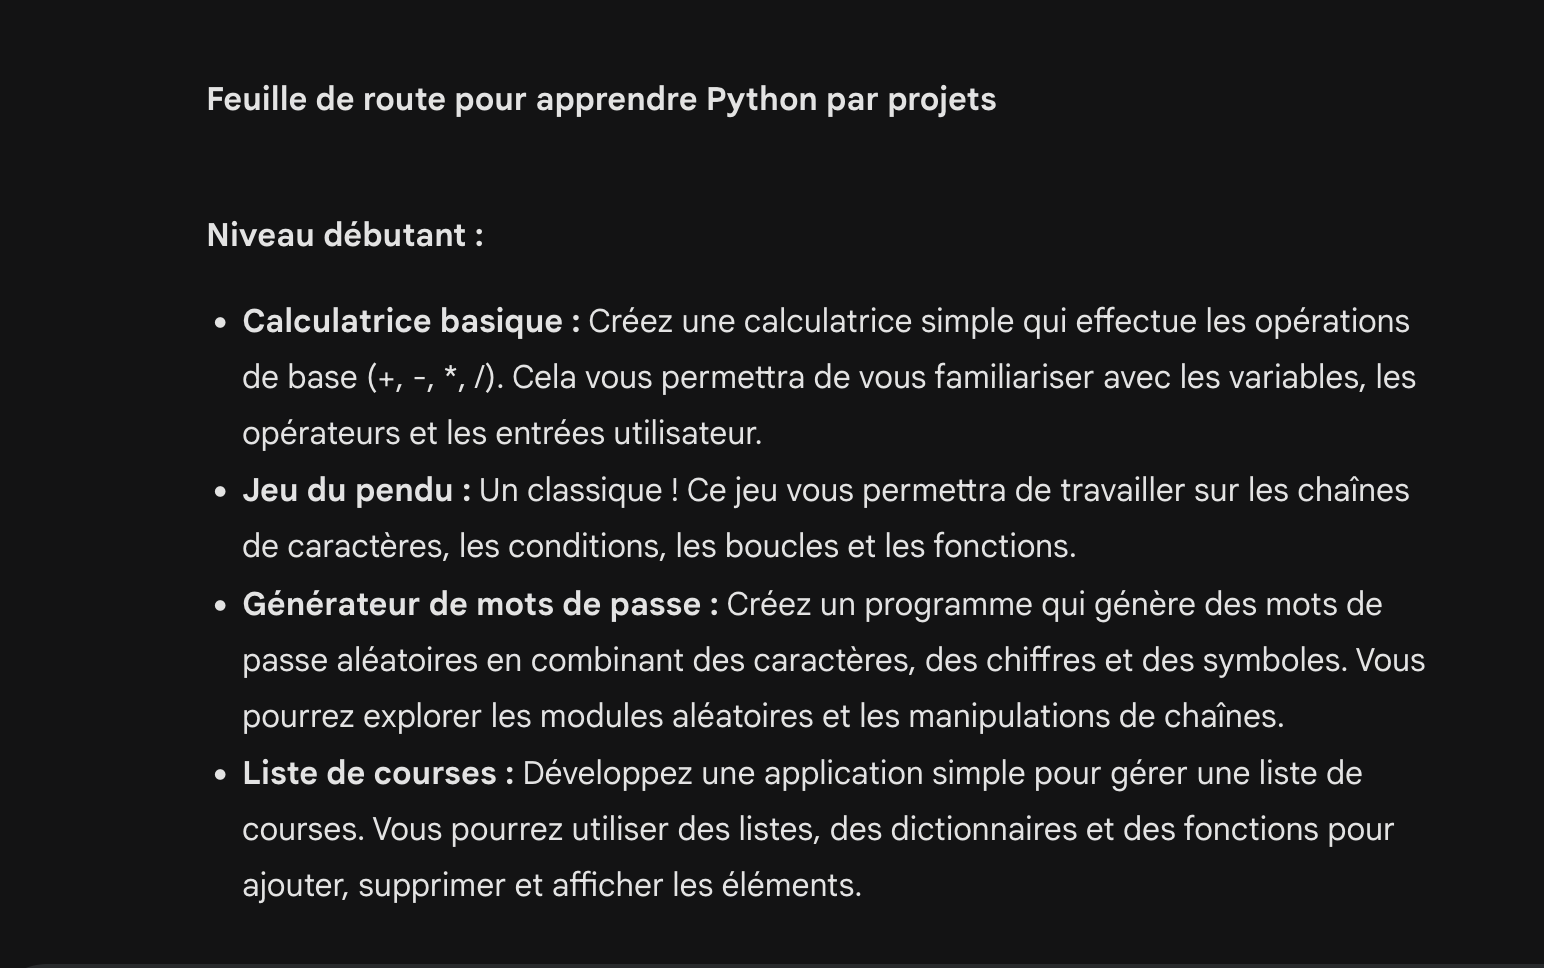 Feuille de route pour apprendre Python par projets
Niveau débutant :
• Calculatrice basique : Créez une calculatrice simple qui effectue les opérations
de base (+, -, *, /). Cela vous permettra de vous familiariser avec les variables, les
opérateurs et les entrées utilisateur.
• Jeu du pendu : Un classique ! Ce jeu vous permettra de travailler sur les chaînes
de caractères, les conditions, les boucles et les fonctions.
• Générateur de mots de passe : Créez un programme qui génère des mots de
passe aléatoires en combinant des caractères, des chiffres et des symboles. Vous
pourrez explorer les modules aléatoires et les manipulations de chaînes.
• Liste de courses : Développez une application simple pour gérer une liste de
courses. Vous pourrez utiliser des listes, des dictionnaires et des fonctions pour
ajouter, supprimer et afficher les éléments.